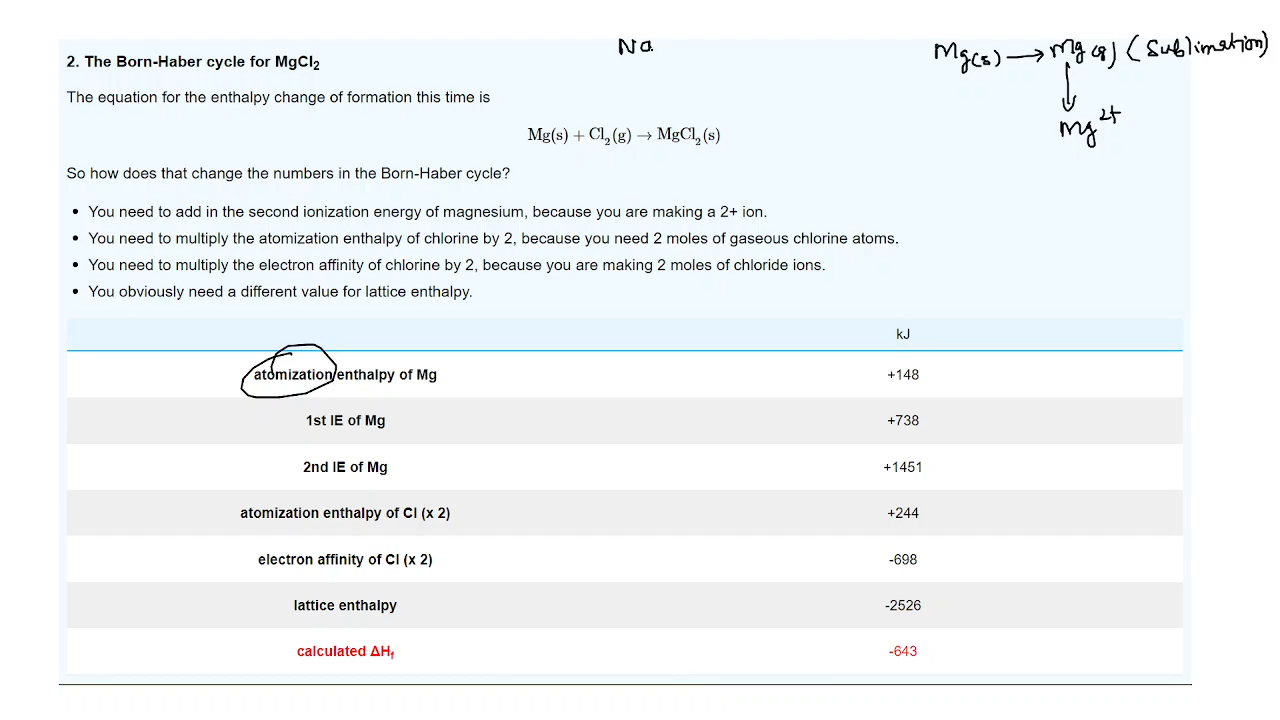 Na
Mg(s) → Mg(g) (Sublimation)
↓
Mg²⁺
2. The Born-Haber cycle for MgCl₂
The equation for the enthalpy change of formation this time is
Mg(s) + Cl₂(g) → MgCl₂(s)
So how does that change the numbers in the Born-Haber cycle?
• You need to add in the second ionization energy of magnesium, because you are making a 2+ ion.
• You need to multiply the atomization enthalpy of chlorine by 2, because you need 2 moles of gaseous chlorine atoms.
• You need to multiply the electron affinity of chlorine by 2, because you are making 2 moles of chloride ions.
• You obviously need a different value for lattice enthalpy.
kJ
atomization enthalpy of Mg +148
1st IE of Mg +738
2nd IE of Mg +1451
atomization enthalpy of Cl (x 2) +244
electron affinity of Cl (x 2) -698
lattice enthalpy -2526
calculated ΔHf -643